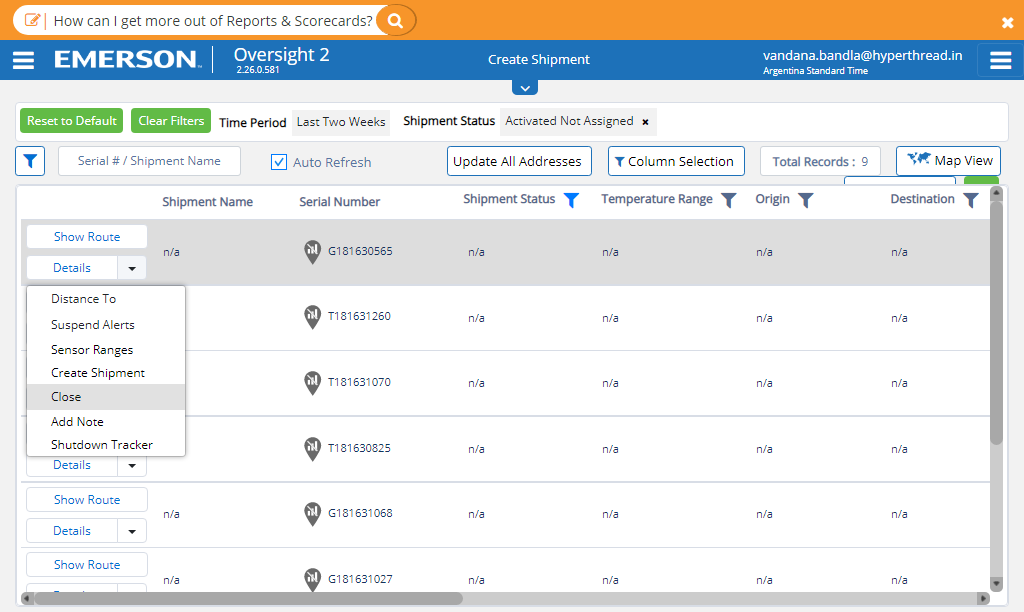 How can I get more out of Reports & Scorecards?
EMERSON
Oversight 2
2.26.0.581
Create Shipment
vandana.bandla@hyperthread.in
Argentina Standard Time
Reset to Default Clear Filters Time Period Last Two Weeks Shipment Status Activated Not Assigned ×
Serial # / Shipment Name Auto Refresh Update All Addresses Column Selection Total Records : 9 Map View
Shipment Name Serial Number Shipment Status Temperature Range Origin Destination
Show Route
Details
n/a G181630565 n/a n/a n/a n/a
Distance To
Suspend Alerts
Sensor Ranges
Create Shipment
Close
Add Note
Shutdown Tracker
T181631260 n/a n/a n/a n/a
T181631070 n/a n/a n/a n/a
T181630825 n/a n/a n/a n/a
Details
Show Route
Details
n/a G181631068 n/a n/a n/a n/a
Show Route
n/a G181631027 n/a n/a n/a n/a